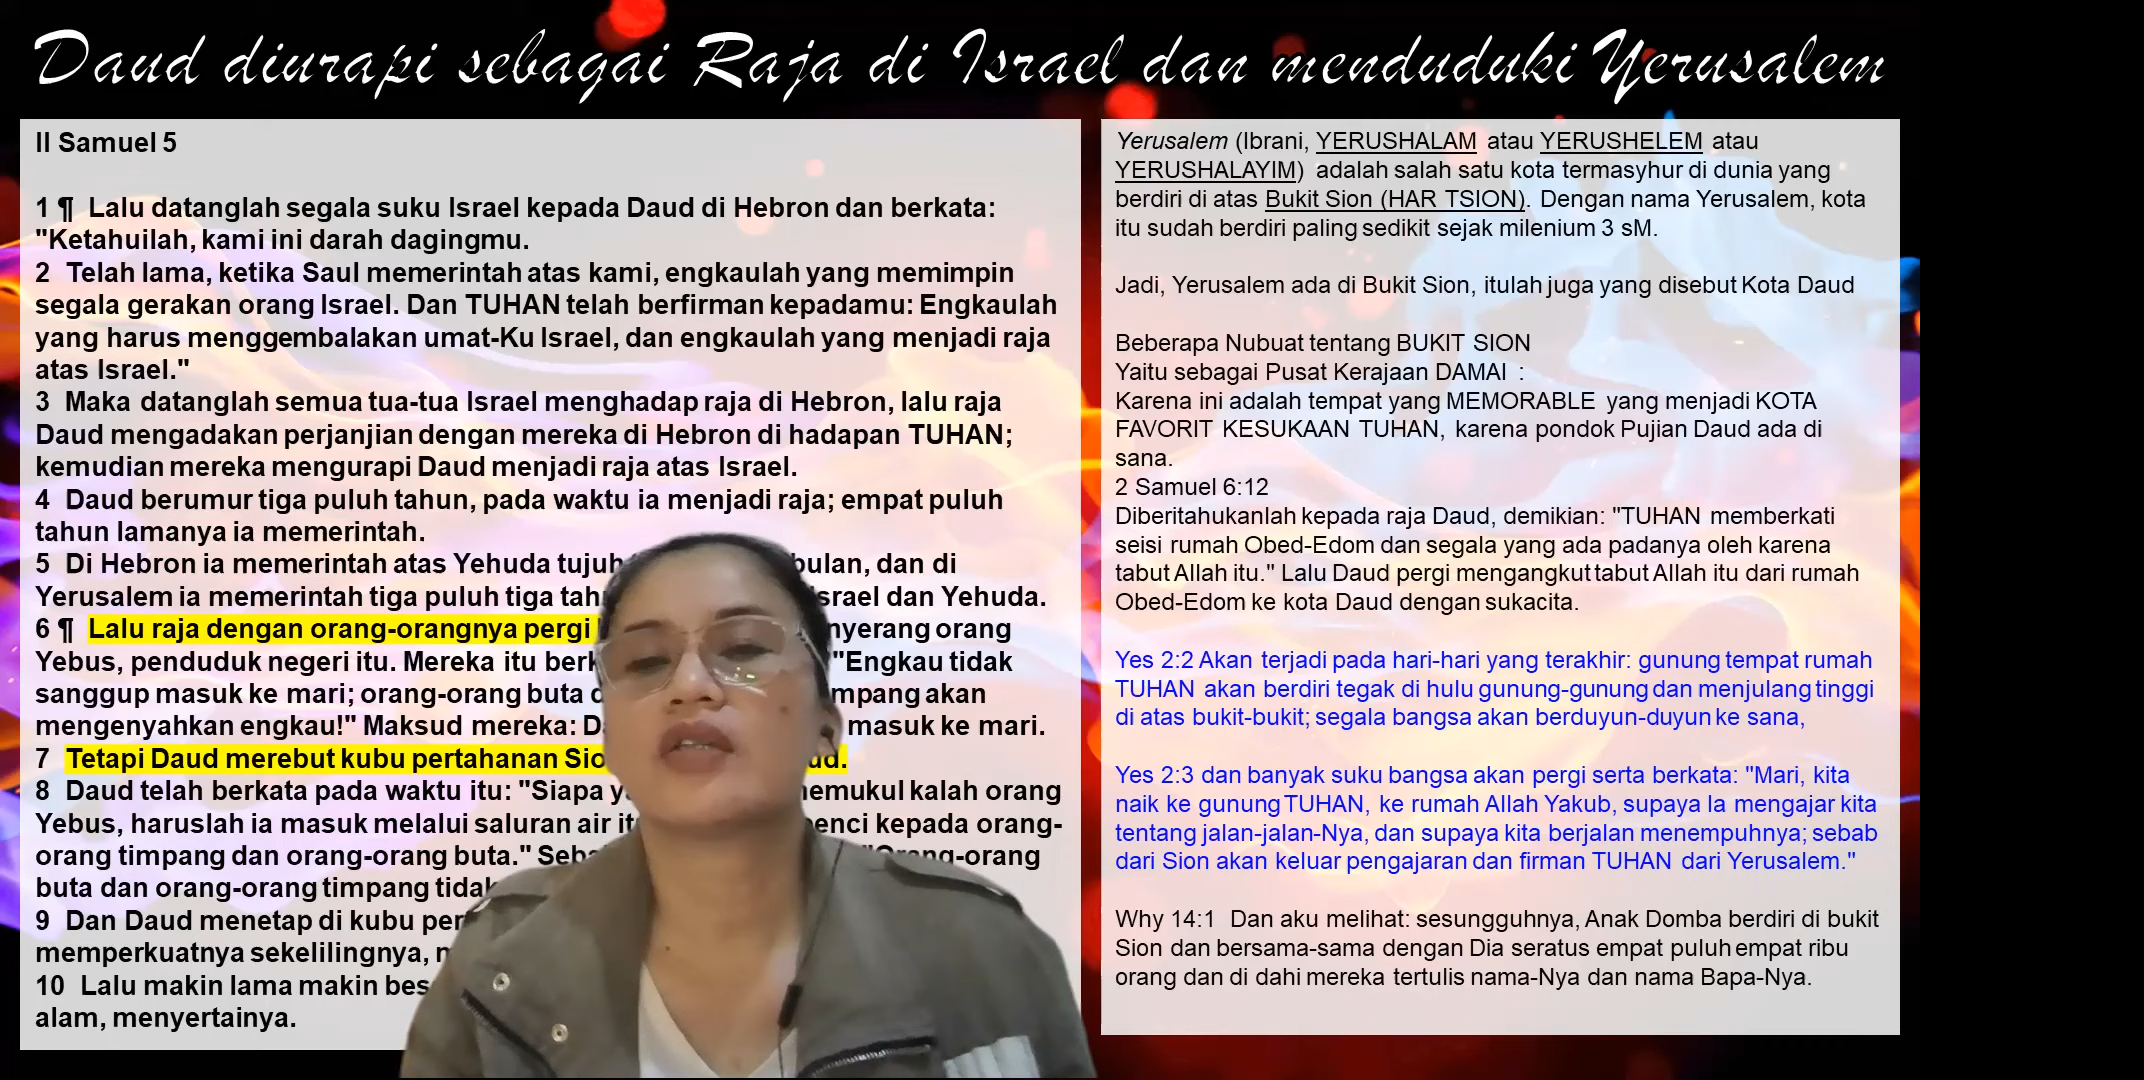 Daud diurapi sebagai Raja di Israel dan menduduki Yerusalem
II Samuel 5
1 ¶ Lalu datanglah segala suku Israel kepada Daud di Hebron dan berkata:
"Ketahuilah, kami ini darah dagingmu.
2 Telah lama, ketika Saul memerintah atas kami, engkaulah yang memimpin
segala gerakan orang Israel. Dan TUHAN telah berfirman kepadamu: Engkaulah
yang harus menggembalakan umat-Ku Israel, dan engkaulah yang menjadi raja
atas Israel."
3 Maka datanglah semua tua-tua Israel menghadap raja di Hebron, lalu raja
Daud mengadakan perjanjian dengan mereka di Hebron di hadapan TUHAN;
kemudian mereka mengurapi Daud menjadi raja atas Israel.
4 Daud berumur tiga puluh tahun, pada waktu ia menjadi raja; empat puluh
tahun lamanya ia memerintah.
5 Di Hebron ia memerintah atas Yehuda tujuh bulan, dan di
Yerusalem ia memerintah tiga puluh tiga Israel dan Yehuda.
6 ¶ Lalu raja dengan orang-orangnya pergi orang
Yebus, penduduk negeri itu. Mereka itu "Engkau tidak
sanggup masuk ke mari; orang-orang buta akan
mengenyahkan engkau!" Maksud mereka: masuk ke mari.
7 Tetapi Daud merebut kubu pertahanan
8 Daud telah berkata pada waktu itu: "Siapa kalah orang
Yebus, haruslah ia masuk melalui saluran air kepada orang-
orang timpang dan orang-orang buta."
buta dan orang-orang timpang
9 Dan Daud menetap di kubu
memperkuatnya sekelilingnya,
10 Lalu makin lama makin
alam, menyertainya.
Yerusalem (Ibrani, YERUSHALAM atau YERUSHELEM atau
YERUSHALAYIM) adalah salah satu kota termasyhur di dunia yang
berdiri di atas Bukit Sion (HAR TSION). Dengan nama Yerusalem, kota
itu sudah berdiri paling sedikit sejak milenium 3 sM.
Jadi, Yerusalem ada di Bukit Sion, itulah juga yang disebut Kota Daud
Beberapa Nubuat tentang BUKIT SION
Yaitu sebagai Pusat Kerajaan DAMAI :
Karena ini adalah tempat yang MEMORABLE yang menjadi KOTA
FAVORIT KESUKAAN TUHAN, karena pondok Pujian Daud ada di
sana.
2 Samuel 6:12
Diberitahukanlah kepada raja Daud, demikian: "TUHAN memberkati
seisi rumah Obed-Edom dan segala yang ada padanya oleh karena
tabut Allah itu." Lalu Daud pergi mengangkut tabut Allah itu dari rumah
Obed-Edom ke kota Daud dengan sukacita.
Yes 2:2 Akan terjadi pada hari-hari yang terakhir: gunung tempat rumah
TUHAN akan berdiri tegak di hulu gunung-gunung dan menjulang tinggi
di atas bukit-bukit; segala bangsa akan berduyun-duyun ke sana,
Yes 2:3 dan banyak suku bangsa akan pergi serta berkata: "Mari, kita
naik ke gunung TUHAN, ke rumah Allah Yakub, supaya Ia mengajar kita
tentang jalan-jalan-Nya, dan supaya kita berjalan menempuhnya; sebab
dari Sion akan keluar pengajaran dan firman TUHAN dari Yerusalem."
Why 14:1 Dan aku melihat: sesungguhnya, Anak Domba berdiri di bukit
Sion dan bersama-sama dengan Dia seratus empat puluh empat ribu
orang dan di dahi mereka tertulis nama-Nya dan nama Bapa-Nya.